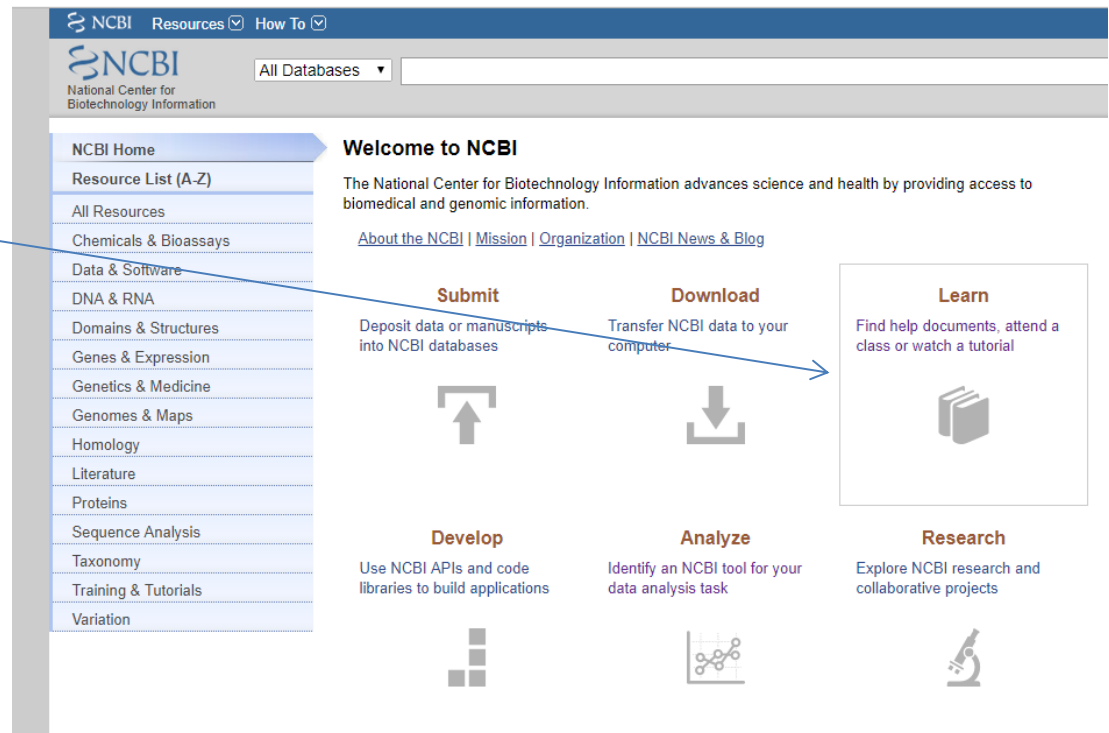 NCBI Resources How To
NCBI
National Center for
Biotechnology Information
All Databases
NCBI Home
Resource List (A-Z)
All Resources
Chemicals & Bioassays
Data & Software
DNA & RNA
Domains & Structures
Genes & Expression
Genetics & Medicine
Genomes & Maps
Homology
Literature
Proteins
Sequence Analysis
Taxonomy
Training & Tutorials
Variation
Welcome to NCBI
The National Center for Biotechnology Information advances science and health by providing access to
biomedical and genomic information.
About the NCBI | Mission | Organization | NCBI News & Blog
Submit
Deposit data or manuscripts
into NCBI databases
Download
Transfer NCBI data to your
computer
Learn
Find help documents, attend a
class or watch a tutorial
Develop
Use NCBI APIs and code
libraries to build applications
Analyze
Identify an NCBI tool for your
data analysis task
Research
Explore NCBI research and
collaborative projects